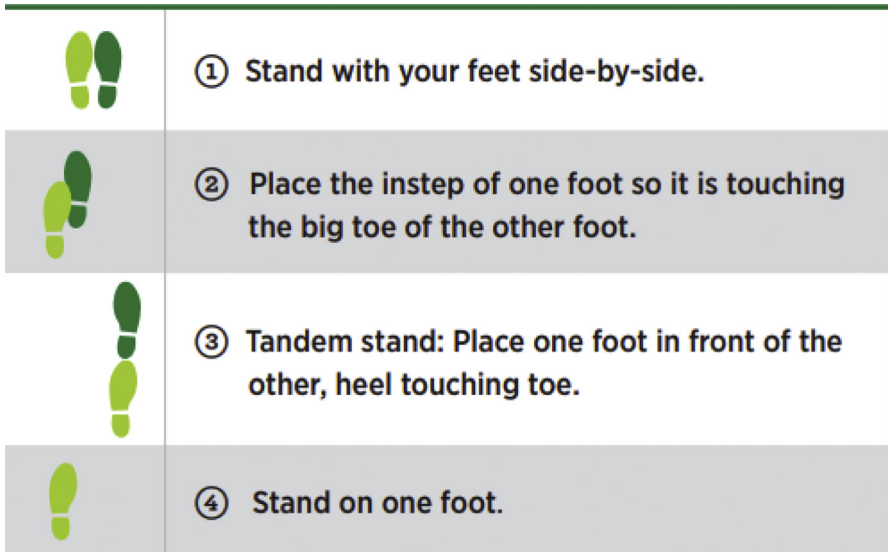 ① Stand with your feet side-by-side.
② Place the instep of one foot so it is touching
the big toe of the other foot.
③ Tandem stand: Place one foot in front of the
other, heel touching toe.
④ Stand on one foot.